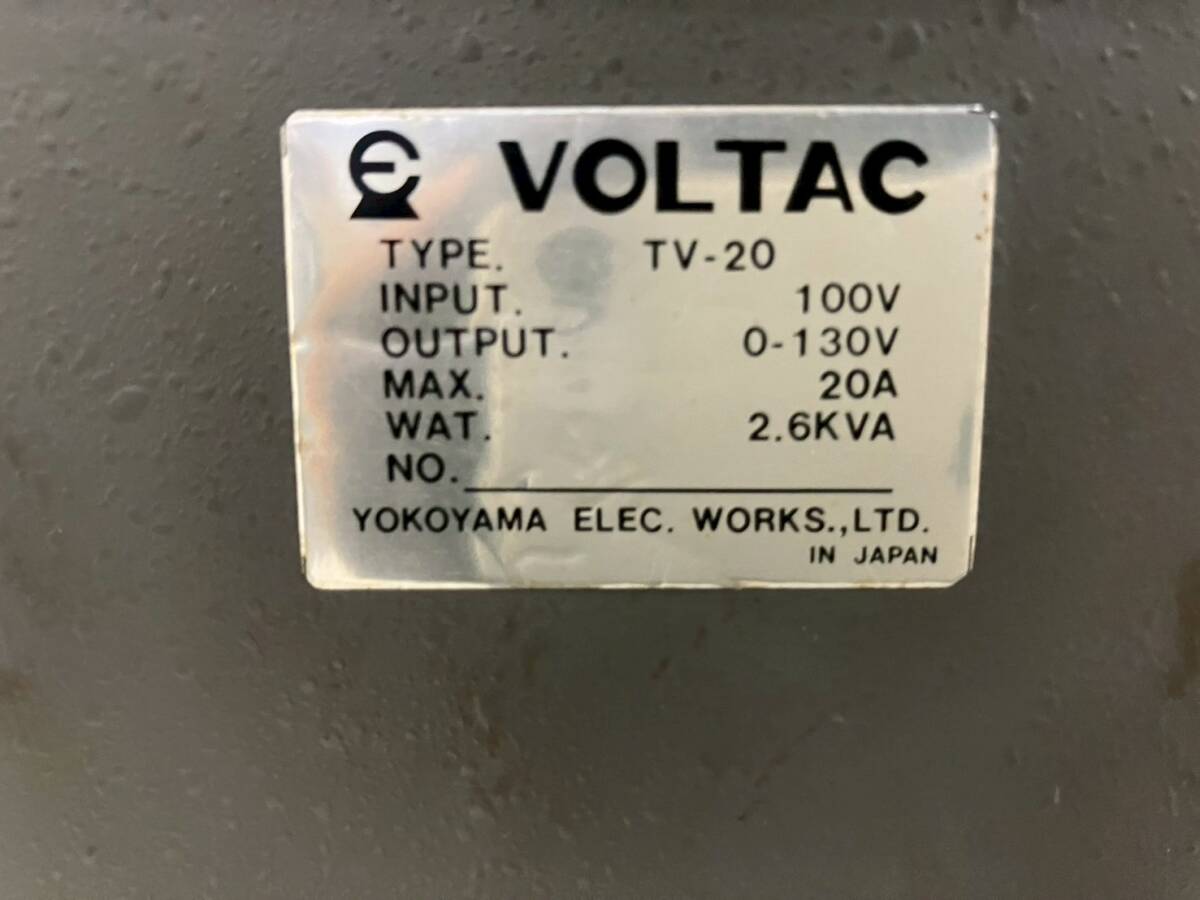 VOLTAC
TYPE. TV-20
INPUT. 100V
OUTPUT. 0-130V
MAX. 20A
WAT. 2.6KVA
NO.
YOKOYAMA ELEC. WORKS.,LTD.
IN JAPAN